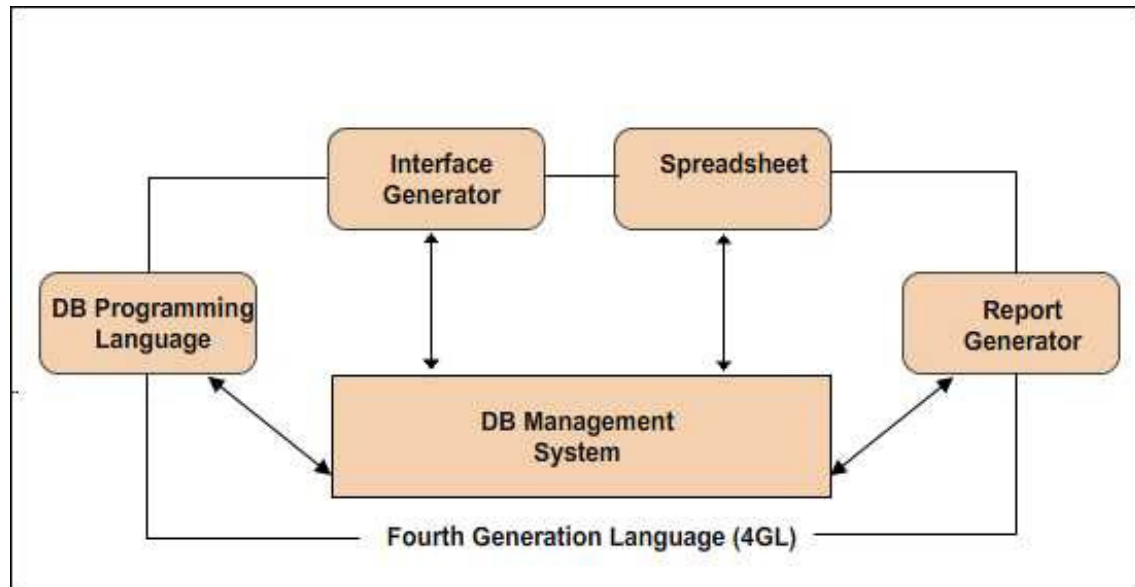 Interface
Generator
Spreadsheet
DB Programming
Language
Report
Generator
DB Management
System
Fourth Generation Language (4GL)